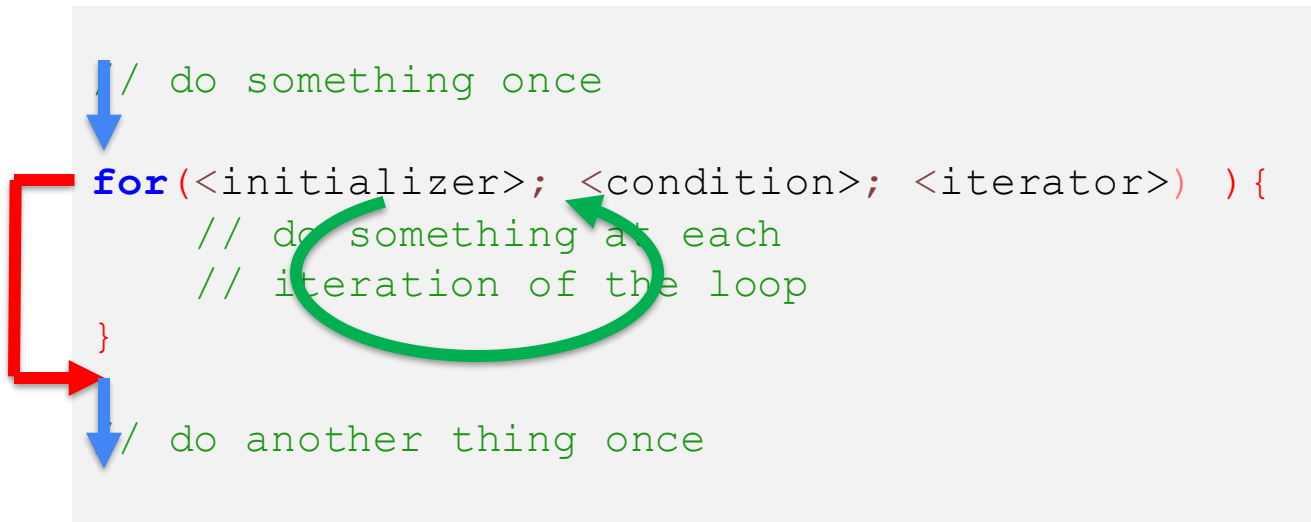 // do something once
for(<initializer>; <condition>; <iterator>) ){
// do something at each
// iteration of the loop
}
// do another thing once